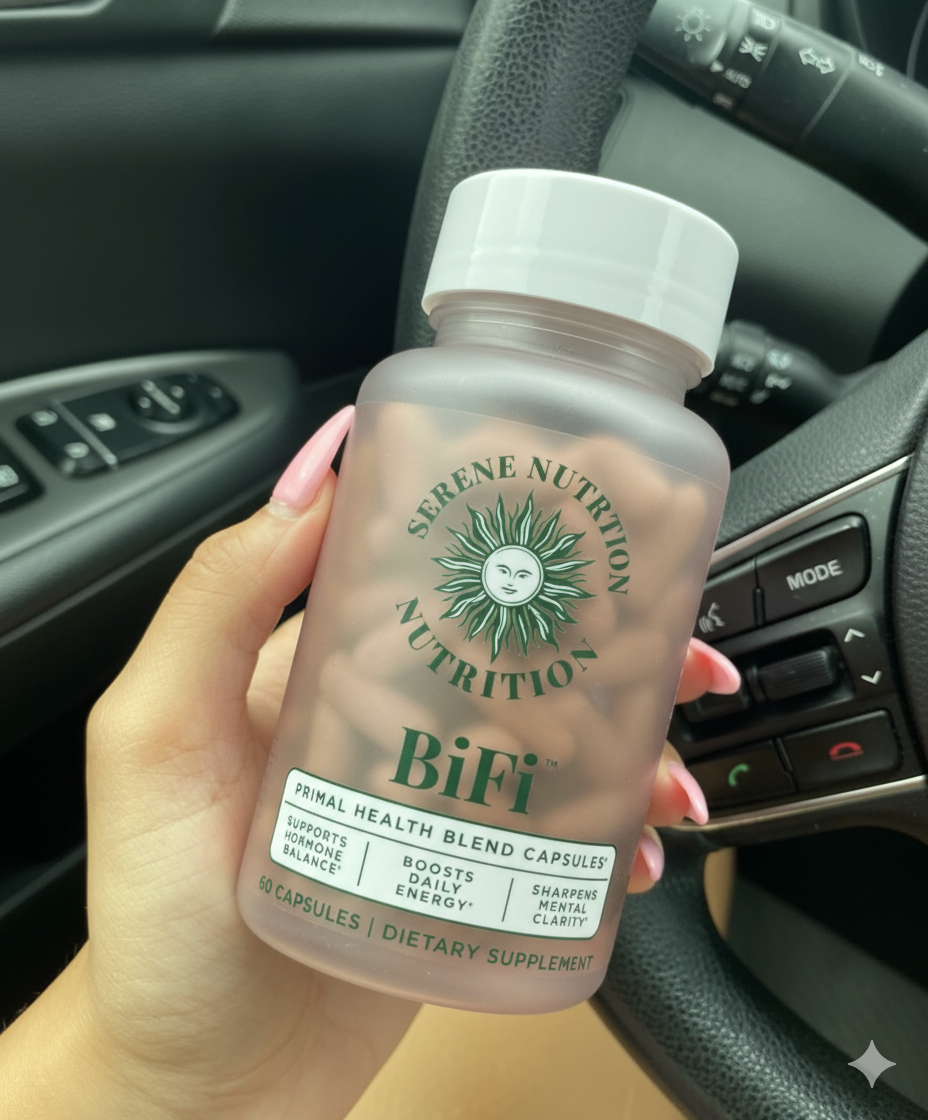 SERENE NUTRTION
NUTRITION
BiFi™
PRIMAL HEALTH BLEND CAPSULES*
SUPPORTS
HORMONE
BALANCE*
BOOSTS
DAILY
ENERGY*
SHARPENS
MENTAL
CLARITY*
60 CAPSULES | DIETARY SUPPLEMENT
MODE